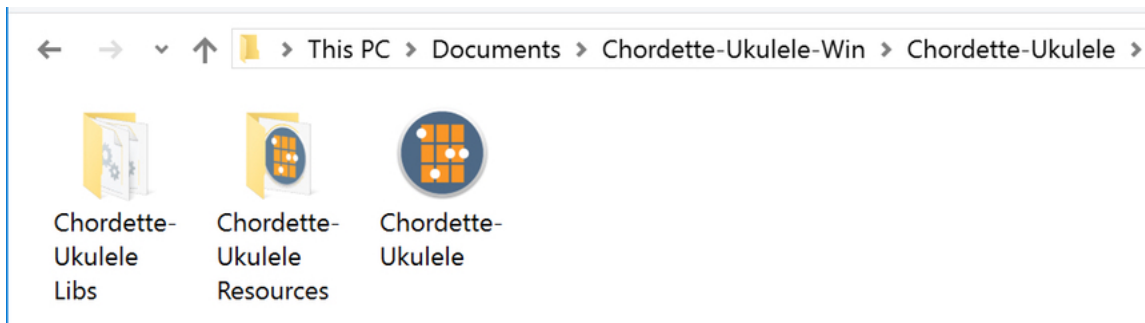 This PC > Documents > Chordette-Ukulele-Win > Chordette-Ukulele >
Chordette-
Ukulele
Libs
Chordette-
Ukulele
Resources
Chordette-
Ukulele